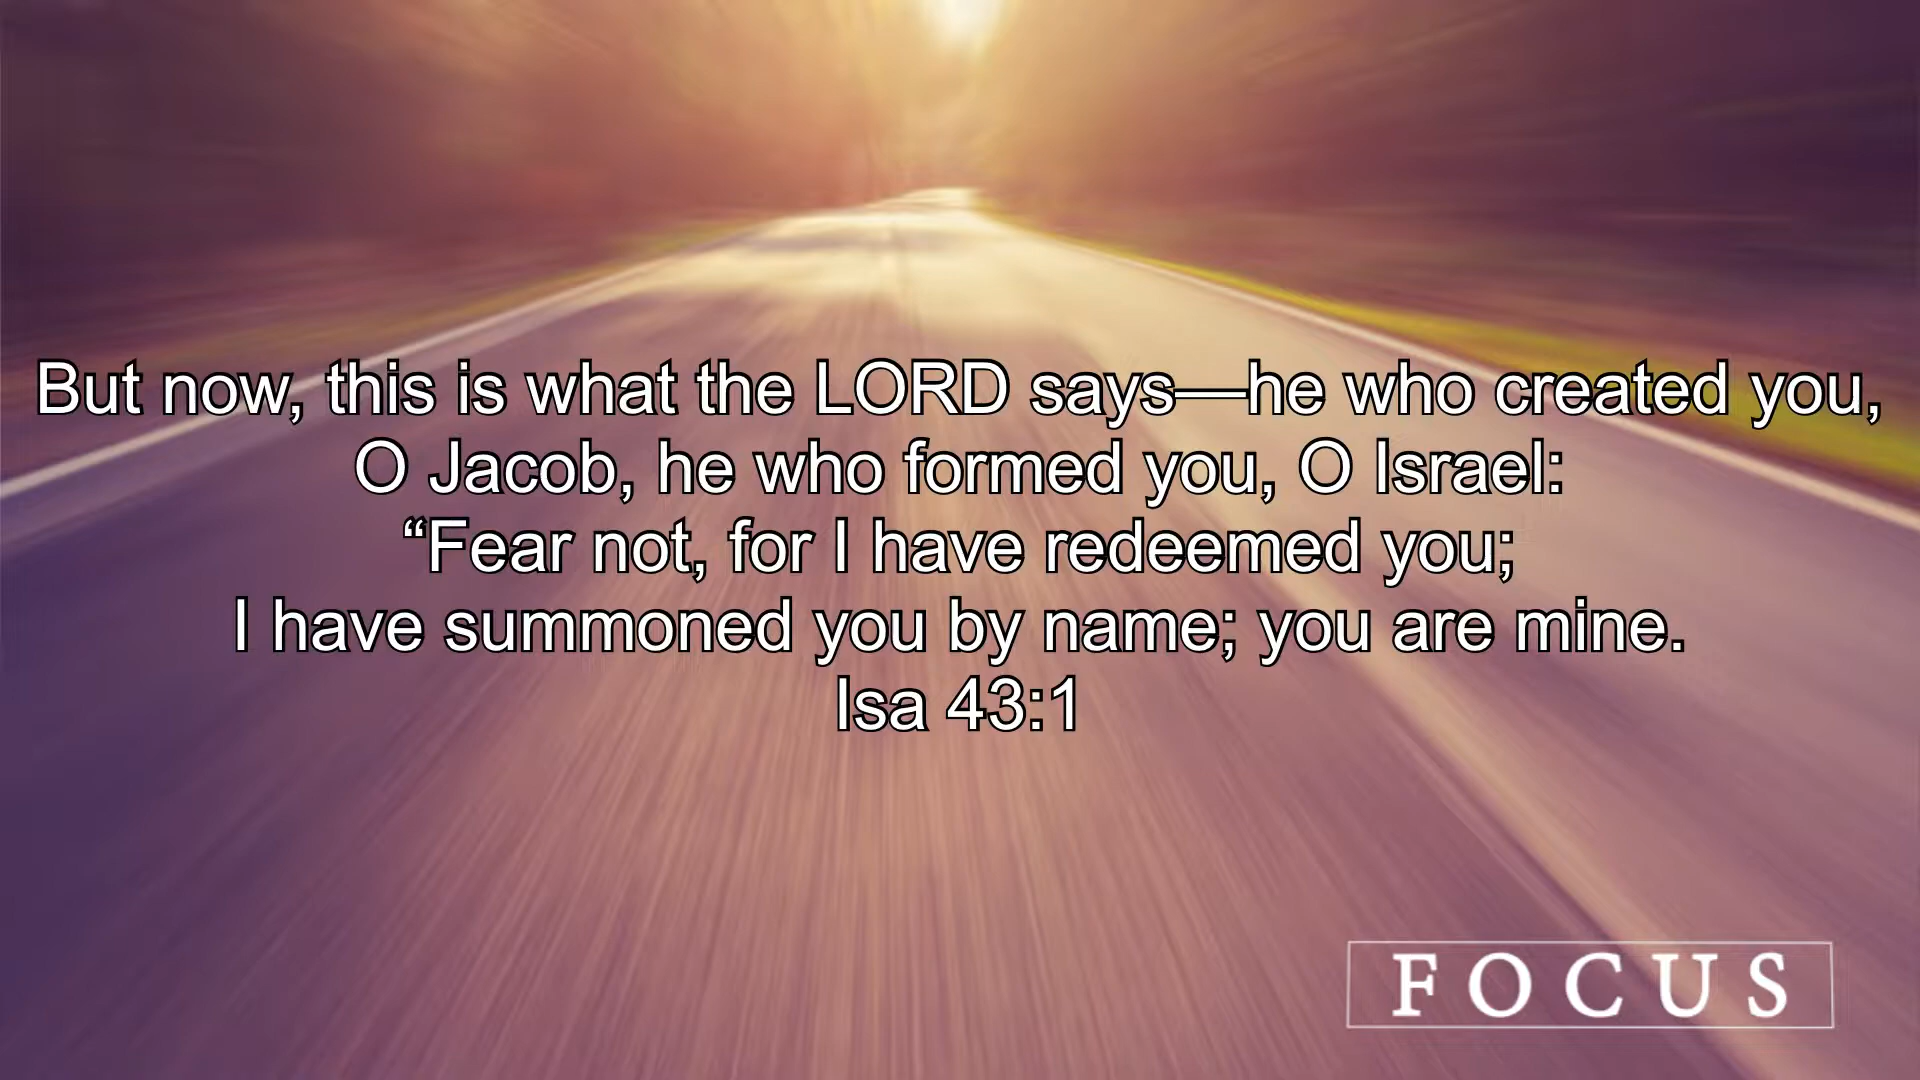 But now, this is what the LORD says—he who created you,
O Jacob, he who formed you, O Israel:
“Fear not, for I have redeemed you;
I have summoned you by name; you are mine.
Isa 43:1
FOCUS